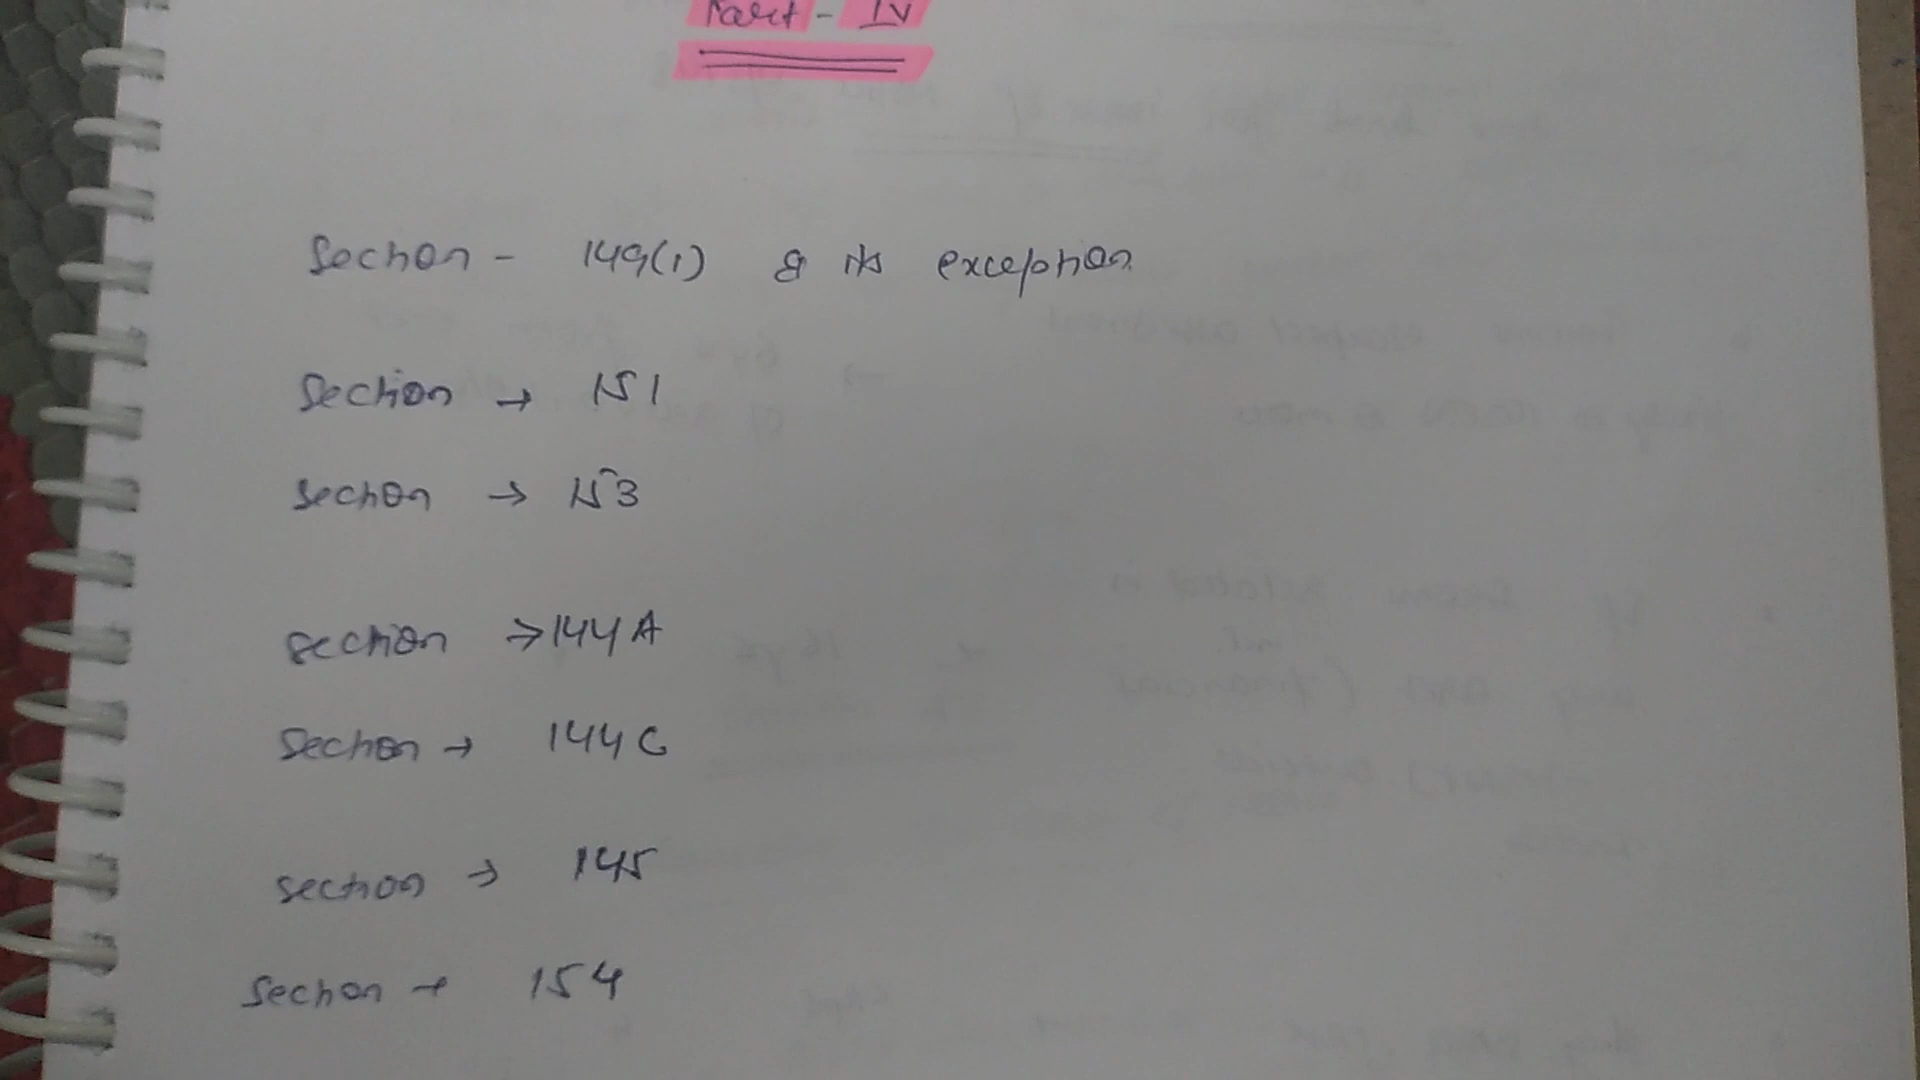 Part - IV
Section - 149(1) & its exception
Section → 151
Section → 153
Section → 144A
Section → 144C
Section → 145
Section → 154